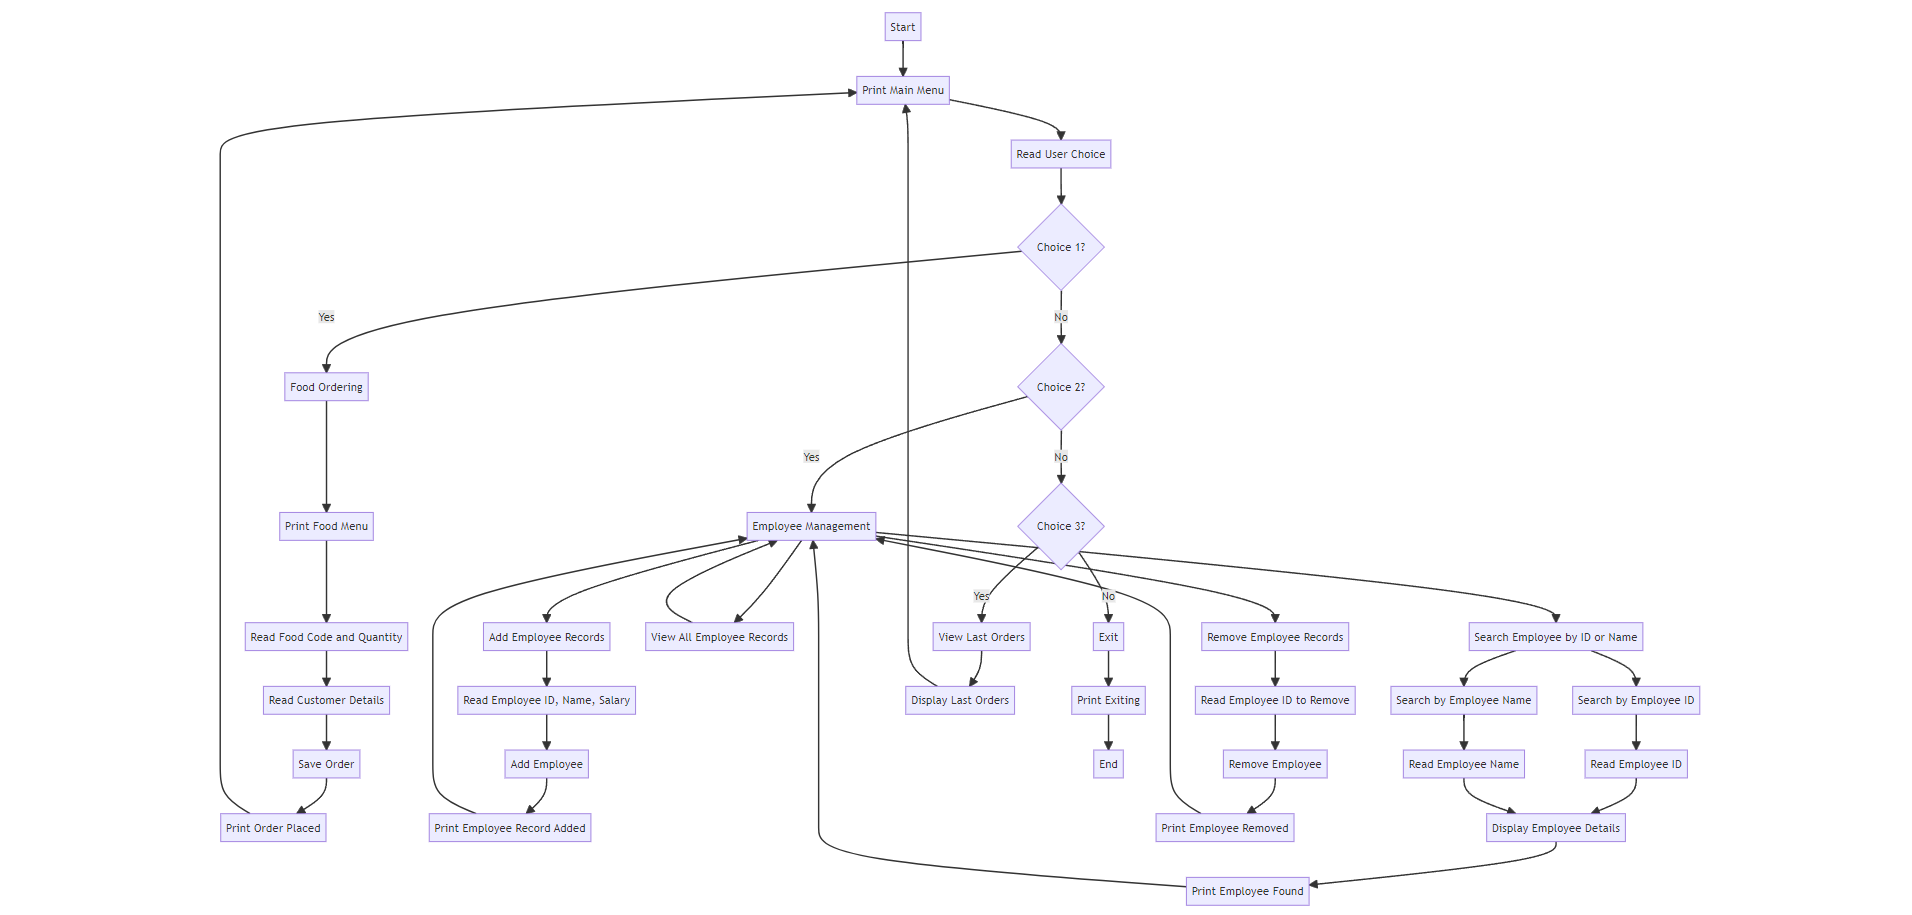 Start
Print Main Menu
Read User Choice
Choice 1?
Yes
No
Food Ordering
Choice 2?
Yes
No
Print Food Menu
Employee Management
Choice 3?
Yes
No
Read Food Code and Quantity
Add Employee Records
View All Employee Records
View Last Orders
Exit
Remove Employee Records
Search Employee by ID or Name
Read Customer Details
Read Employee ID, Name, Salary
Display Last Orders
Print Exiting
Read Employee ID to Remove
Search by Employee Name
Search by Employee ID
Save Order
Add Employee
End
Remove Employee
Read Employee Name
Read Employee ID
Print Order Placed
Print Employee Record Added
Print Employee Removed
Display Employee Details
Print Employee Found